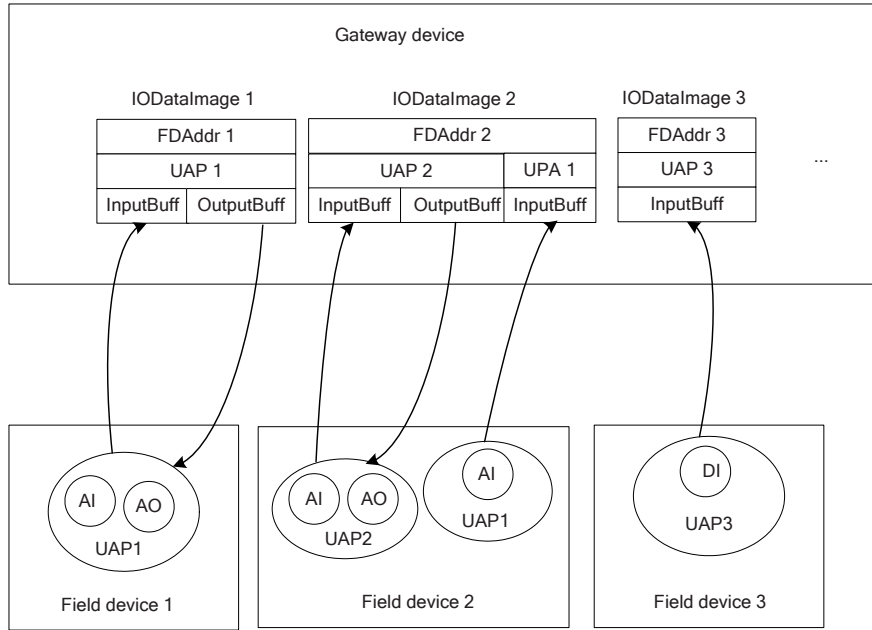 Gateway device
IODataImage 1
IODataImage 2
IODataImage 3
FDAddr 1
FDAddr 2
FDAddr 3
UAP 1
UAP 2
UPA 1
UAP 3
...
InputBuff
OutputBuff
InputBuff
OutputBuff
InputBuff
InputBuff
AI
AO
UAP1
AI
AO
UAP2
AI
UAP1
DI
UAP3
Field device 1
Field device 2
Field device 3